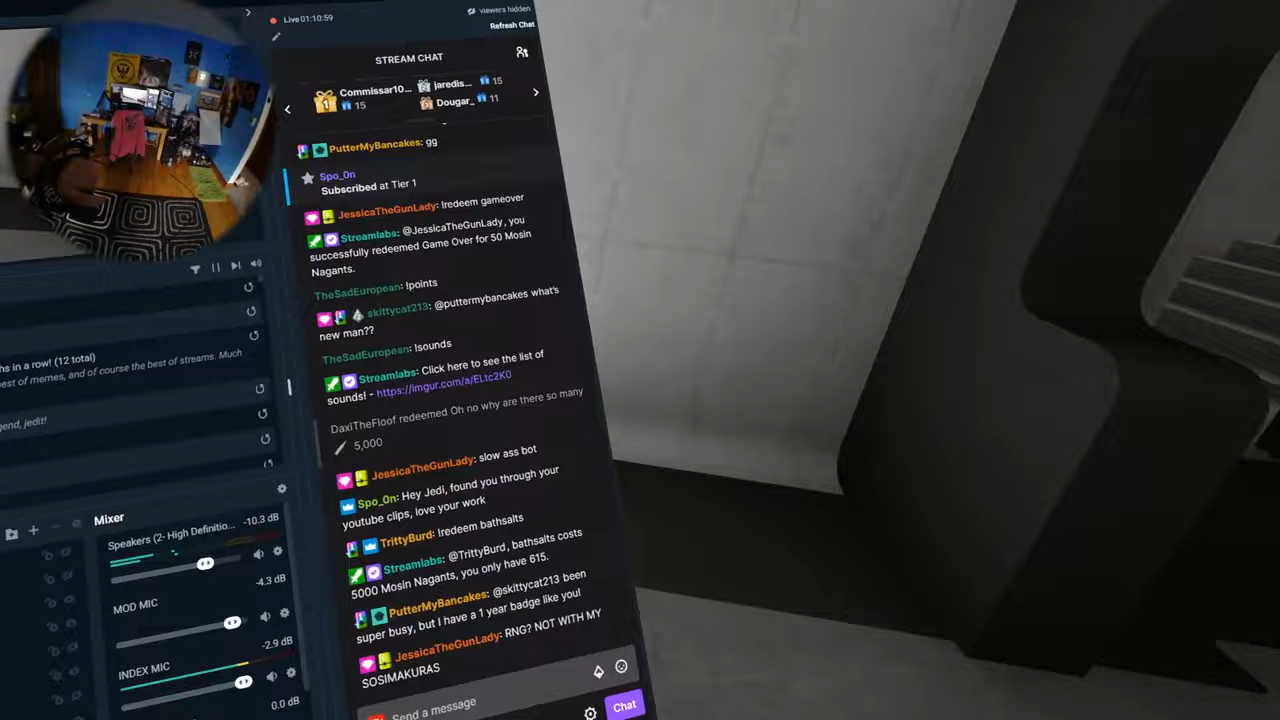 Live 01:10:59
viewers hidden
Refresh Chat
STREAM CHAT
Commissar10...
15
jaredis... 15
Dougar_ 11
PutterMyBancakes: gg
Spo_0n
Subscribed at Tier 1
JessicaTheGunLady: !redeem gameover
Streamlabs: @JessicaTheGunLady, you
successfully redeemed Game Over for 50 Mosin
Nagants.
TheSadEuropean: !points
skittycat213: @puttermybancakes what's
new man??
TheSadEuropean: !sounds
Streamlabs: Click here to see the list of
sounds! - https://imgur.com/a/ELtc2K0
DaxiTheFloof redeemed Oh no why are there so many
5,000
JessicaTheGunLady: slow ass bot
Spo_0n: Hey Jedi, found you through your
youtube clips, love your work
TrittyBurd: !redeem bathsalts
Streamlabs: @TrittyBurd, bathsalts costs
5000 Mosin Nagants, you only have 615.
PutterMyBancakes: @skittycat213 been
super busy, but I have a 1 year badge like you!
JessicaTheGunLady: RNG? NOT WITH MY
SOSIMAKURAS
Send a message
Chat
hs in a row! (12 total)
est of memes, and of course the best of streams. Much
gend, jedit!
Mixer
Speakers (2- High Definitio... -10.3 dB
-4.3 dB
MOD MIC
-2.9 dB
INDEX MIC
0.0 dB